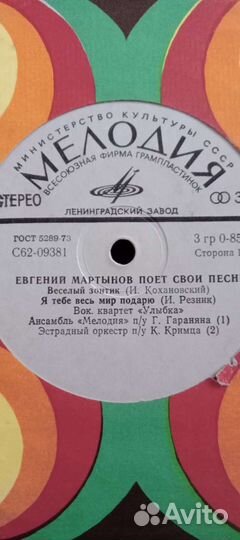 МИНИСТЕРСТВО КУЛЬТУРЫ СССР
МЕЛОДИЯ
ВСЕСОЮЗНАЯ ФИРМА ГРАМПЛАСТИНОК
СТЕРЕО
ЛЕНИНГРАДСКИЙ ЗАВОД
ГОСТ 5289-73
3 гр 0-85
С62-09381
Сторона 1
ЕВГЕНИЙ МАРТЫНОВ ПОЕТ СВОИ ПЕСН
Веселый зонтик (И. Кохановский)
Я тебе весь мир подарю (И. Резник)
Вок. квартет «Улыбка»
Ансамбль «Мелодия» п/у Г. Гараняна (1)
Эстрадный оркестр п/у К. Кримца (2)
Avito